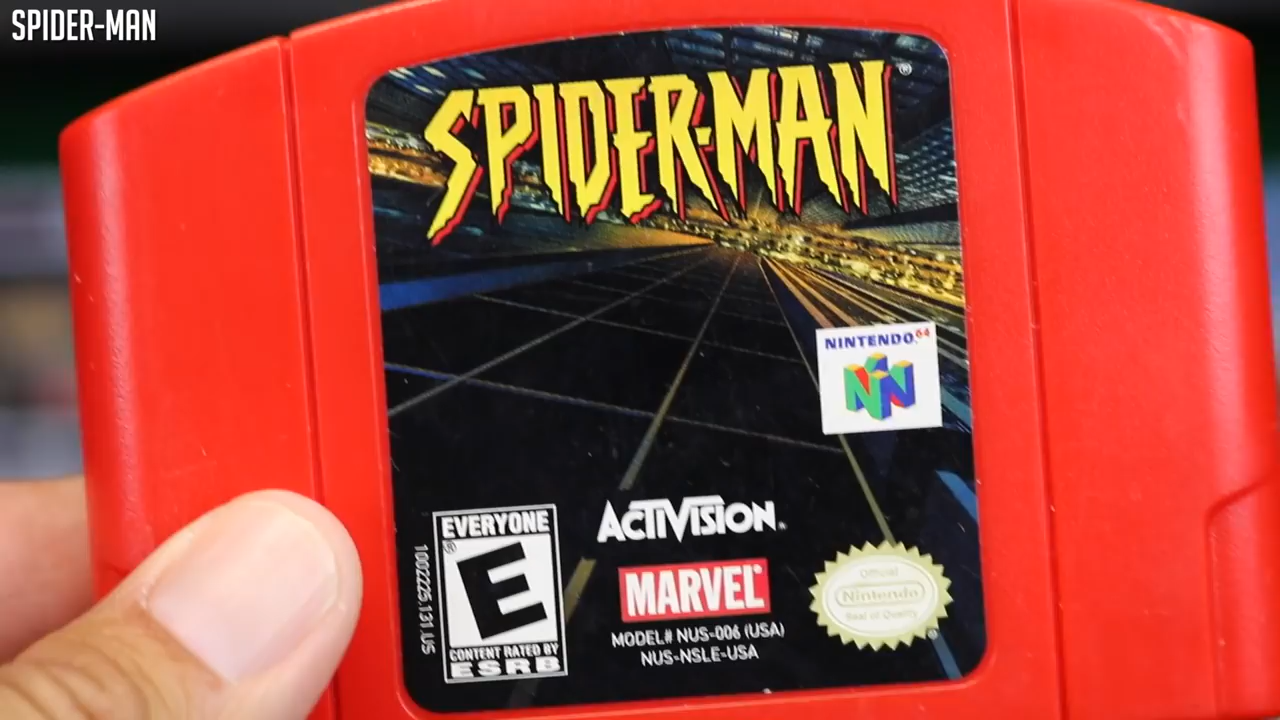 SPIDER-MAN
SPIDER-MAN®
NINTENDO64
EVERYONE
E
®
CONTENT RATED BY
ESRB
1002225.131.US
ACTIVISION.
MARVEL®
MODEL# NUS-006 (USA)
NUS-NSLE-USA
Official
Nintendo
Seal of Quality
®